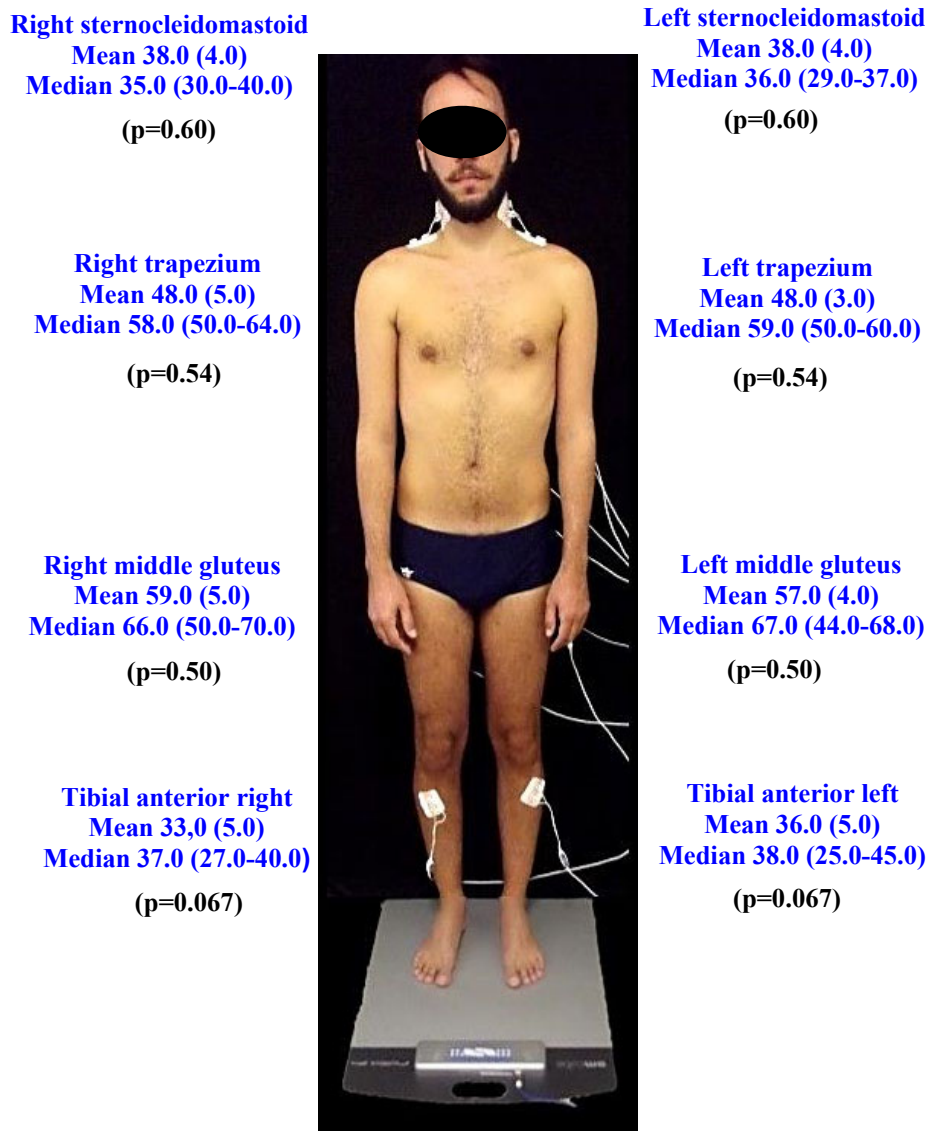 Right sternocleidomastoid
Mean 38.0 (4.0)
Median 35.0 (30.0-40.0)
(p=0.60)
Left sternocleidomastoid
Mean 38.0 (4.0)
Median 36.0 (29.0-37.0)
(p=0.60)
Right trapezium
Mean 48.0 (5.0)
Median 58.0 (50.0-64.0)
(p=0.54)
Left trapezium
Mean 48.0 (3.0)
Median 59.0 (50.0-60.0)
(p=0.54)
Right middle gluteus
Mean 59.0 (5.0)
Median 66.0 (50.0-70.0)
(p=0.50)
Left middle gluteus
Mean 57.0 (4.0)
Median 67.0 (44.0-68.0)
(p=0.50)
Tibial anterior right
Mean 33,0 (5.0)
Median 37.0 (27.0-40.0)
(p=0.067)
Tibial anterior left
Mean 36.0 (5.0)
Median 38.0 (25.0-45.0)
(p=0.067)